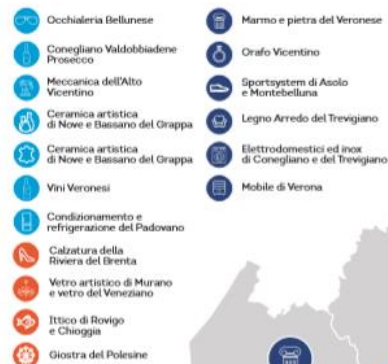 Occhialeria Bellunese
Conegliano Valdobbiadene
Prosecco
Meccanica dell'Alto
Vicentino
Ceramica artistica
di Nove e Bassano del Grappa
Ceramica artistica
di Nove e Bassano del Grappa
Vini Veronesi
Condizionamento e
refrigerazione del Padovano
Calzatura della
Riviera del Brenta
Vetro artistico di Murano
e vetro del Veneziano
Ittico di Rovigo
e Chioggia
Giostra del Polesine
Marmo e pietra del Veronese
Orafo Vicentino
Sportsystem di Asolo
e Montebelluna
Legno Arredo del Trevigiano
Elettrodomestici ed inox
di Conegliano e del Trevigiano
Mobile di Verona